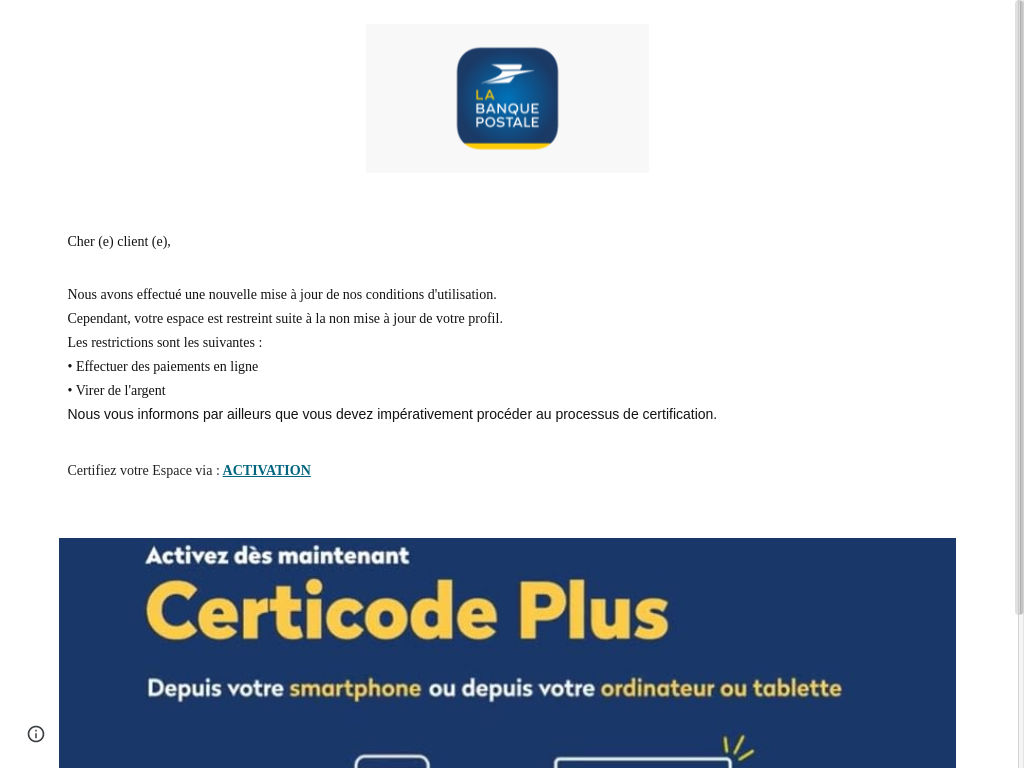 LA
BANQUE
POSTALE
Cher (e) client (e),
Nous avons effectué une nouvelle mise à jour de nos conditions d'utilisation.
Cependant, votre espace est restreint suite à la non mise à jour de votre profil.
Les restrictions sont les suivantes :
• Effectuer des paiements en ligne
• Virer de l'argent
Nous vous informons par ailleurs que vous devez impérativement procéder au processus de certification.
Certifiez votre Espace via : ACTIVATION
Activez dès maintenant
Certicode Plus
Depuis votre smartphone ou depuis votre ordinateur ou tablette